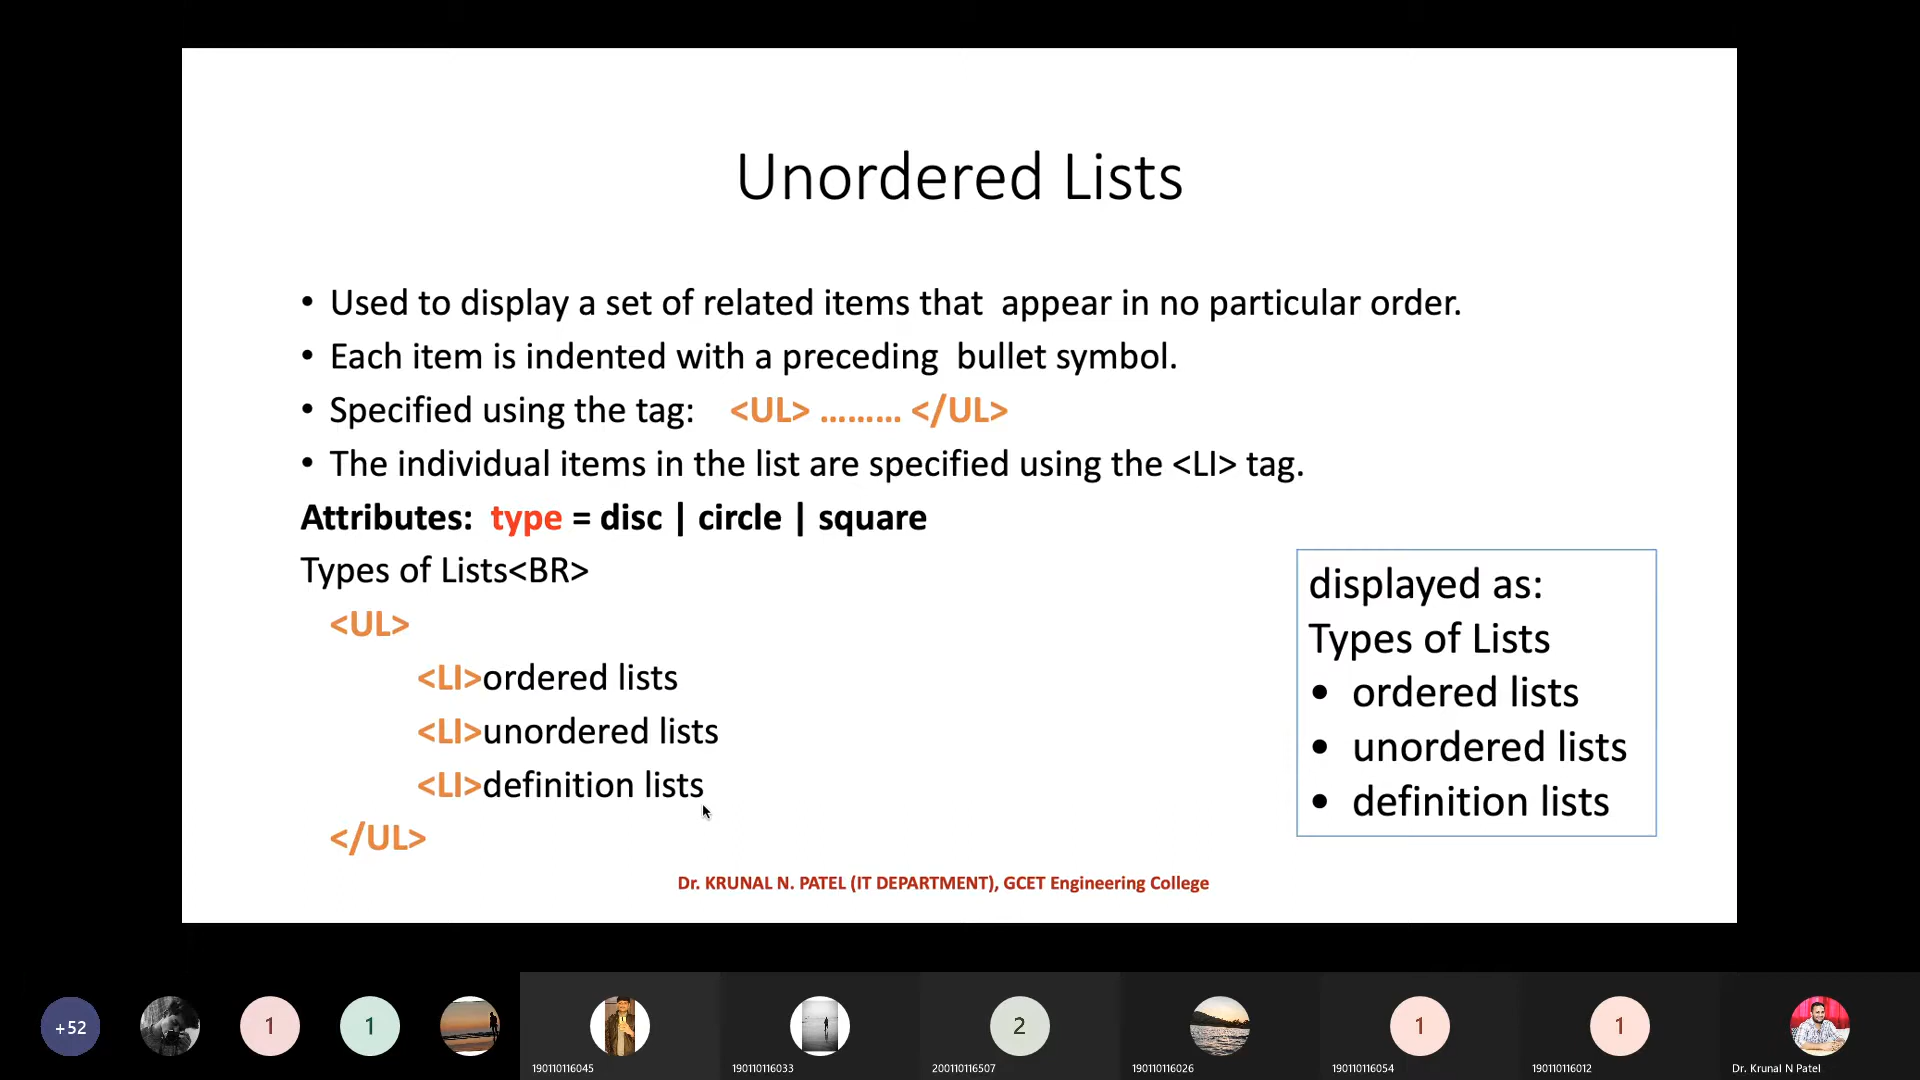 Unordered Lists
• Used to display a set of related items that  appear in no particular order.
• Each item is indented with a preceding  bullet symbol.
• Specified using the tag:    <UL> ......... </UL>
• The individual items in the list are specified using the <LI> tag.
Attributes:  type = disc | circle | square
Types of Lists<BR>
<UL>
<LI>ordered lists
<LI>unordered lists
<LI>definition lists
</UL>
displayed as:
Types of Lists
• ordered lists
• unordered lists
• definition lists
Dr. KRUNAL N. PATEL (IT DEPARTMENT), GCET Engineering College
+52
1
1
2
1
1
190110116045
190110116033
200110116507
190110116026
190110116054
190110116012
Dr. Krunal N Patel